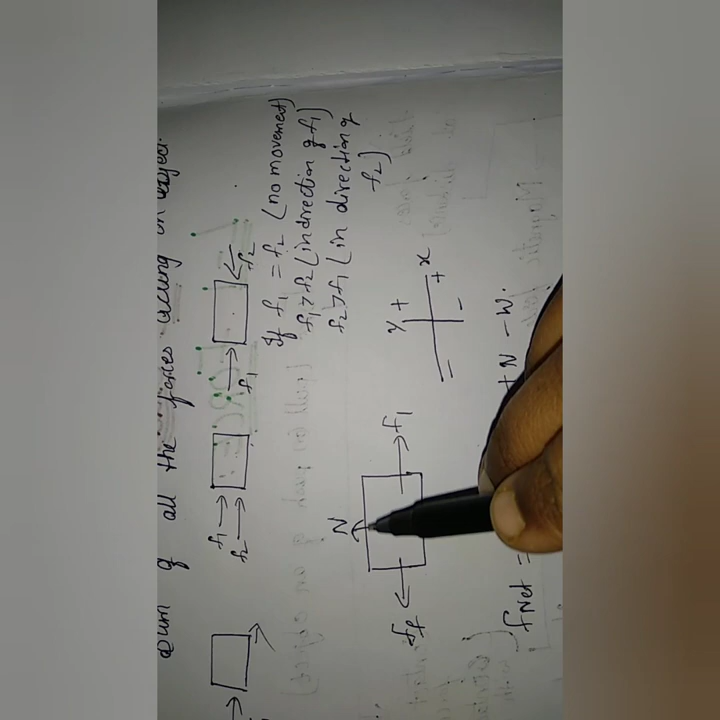 sum of all the forces acting on object.
f1 → f2 → f1 → ← f2
If f1 = f2 (no movement)
f1 > f2 (in direction of f1)
f2 > f1 (in direction of
f2)
N
ff f1
y + + x - -
fNet = + N - W.